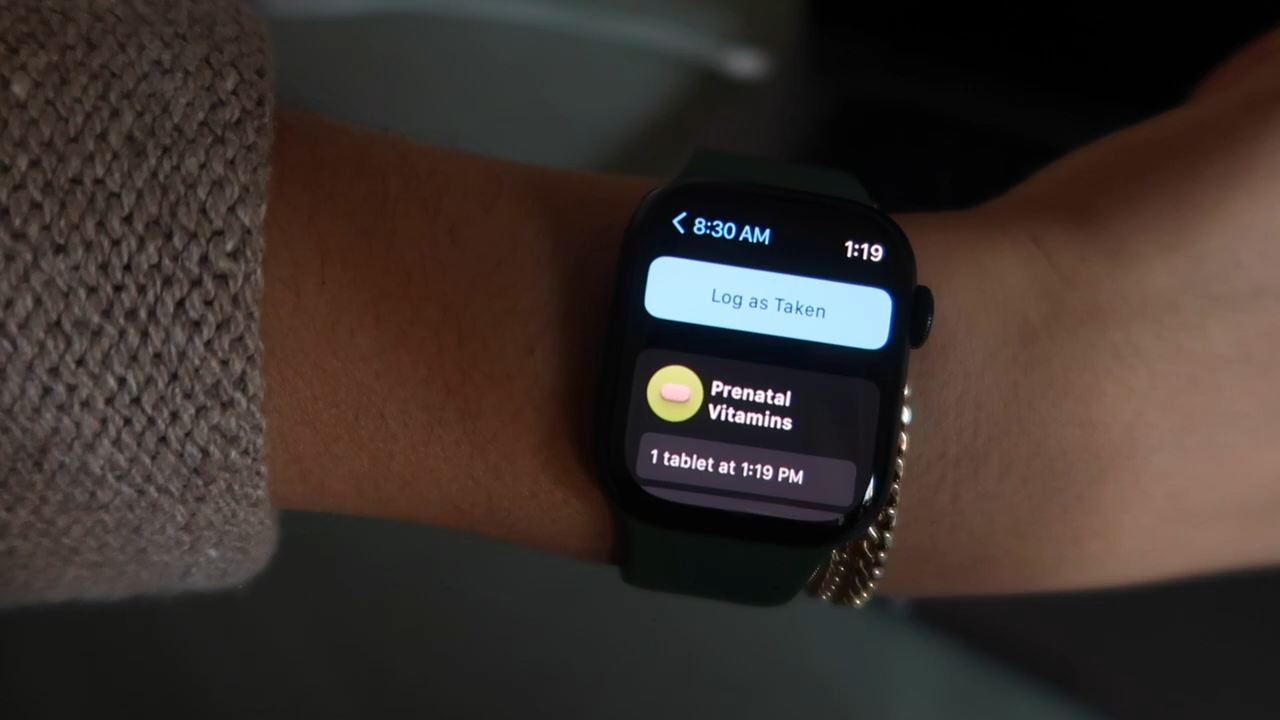 8:30 AM
1:19
Log as Taken
Prenatal
Vitamins
1 tablet at 1:19 PM